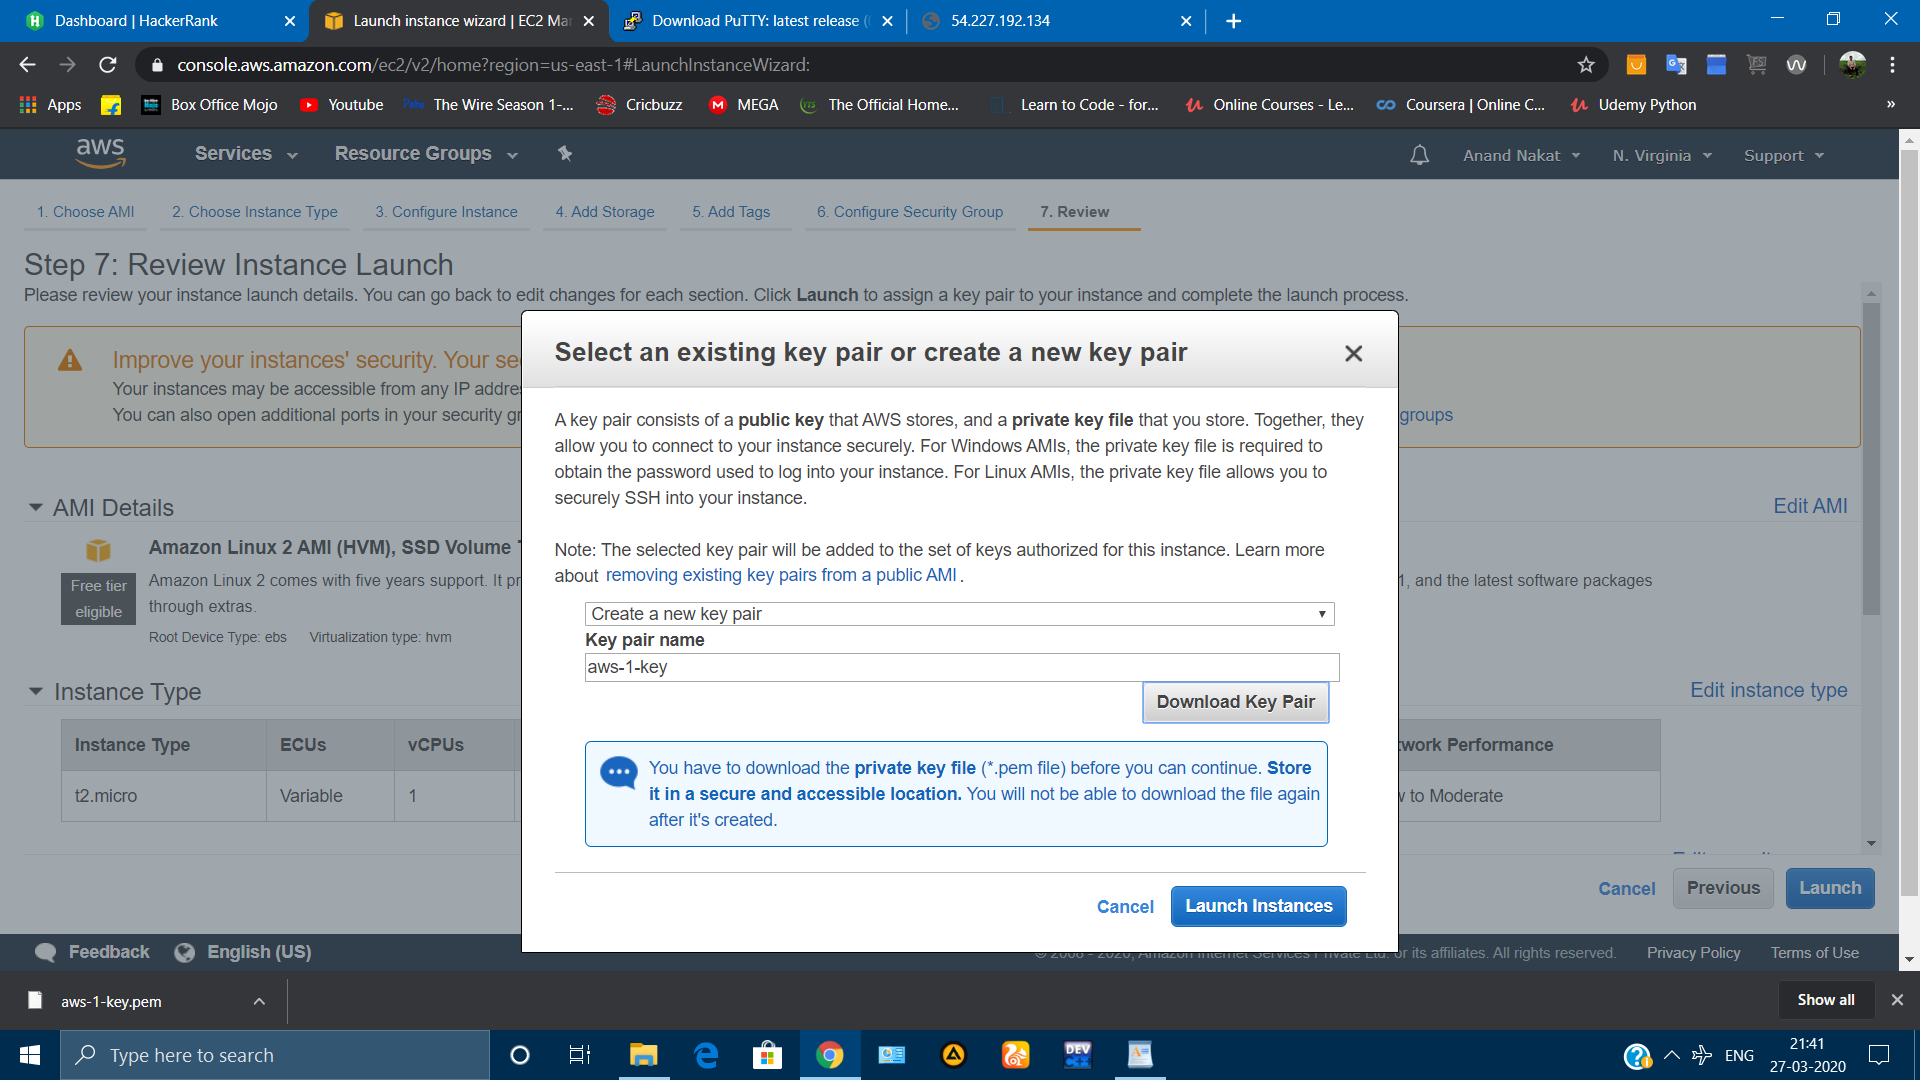 Dashboard | HackerRank
Launch instance wizard | EC2 Ma
Download PuTTY: latest release (
54.227.192.134
console.aws.amazon.com/ec2/v2/home?region=us-east-1#LaunchInstanceWizard:
Apps
Box Office Mojo
Youtube
The Wire Season 1-...
Cricbuzz
MEGA
The Official Home...
Learn to Code - for...
Online Courses - Le...
Coursera | Online C...
Udemy Python
»
aws
Services
Resource Groups
Anand Nakat
N. Virginia
Support
1. Choose AMI
2. Choose Instance Type
3. Configure Instance
4. Add Storage
5. Add Tags
6. Configure Security Group
7. Review
Step 7: Review Instance Launch
Please review your instance launch details. You can go back to edit changes for each section. Click Launch to assign a key pair to your instance and complete the launch process.
Improve your instances' security. Your se
Your instances may be accessible from any IP addre
You can also open additional ports in your security gr
groups
AMI Details
Edit AMI
Amazon Linux 2 AMI (HVM), SSD Volume
Free tier
eligible
Amazon Linux 2 comes with five years support. It pr
1, and the latest software packages
through extras.
Root Device Type: ebs Virtualization type: hvm
Instance Type
Edit instance type
Instance Type
ECUs
vCPUs
work Performance
t2.micro
Variable
1
to Moderate
Select an existing key pair or create a new key pair
A key pair consists of a public key that AWS stores, and a private key file that you store. Together, they
allow you to connect to your instance securely. For Windows AMIs, the private key file is required to
obtain the password used to log into your instance. For Linux AMIs, the private key file allows you to
securely SSH into your instance.
Note: The selected key pair will be added to the set of keys authorized for this instance. Learn more
about removing existing key pairs from a public AMI .
Create a new key pair
Key pair name
aws-1-key
Download Key Pair
You have to download the private key file (*.pem file) before you can continue. Store
it in a secure and accessible location. You will not be able to download the file again
after it's created.
Cancel
Launch Instances
Cancel
Previous
Launch
Feedback
English (US)
© 2008 - 2020, Amazon Internet Services Private Ltd. or its affiliates. All rights reserved.
Privacy Policy
Terms of Use
aws-1-key.pem
Show all
Type here to search
DEV
C++
ENG
21:41
27-03-2020